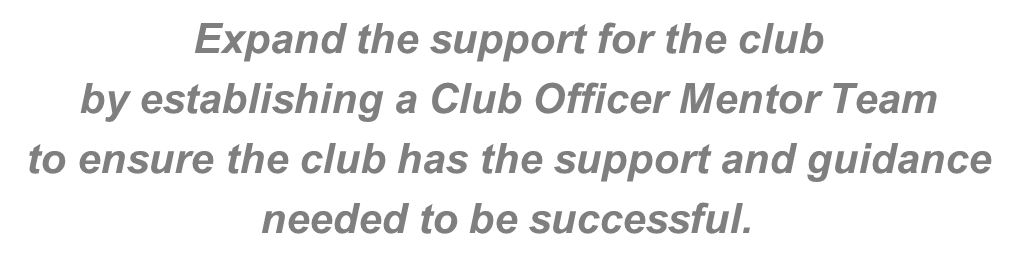 Expand the support for the club
by establishing a Club Officer Mentor Team
to ensure the club has the support and guidance
needed to be successful.